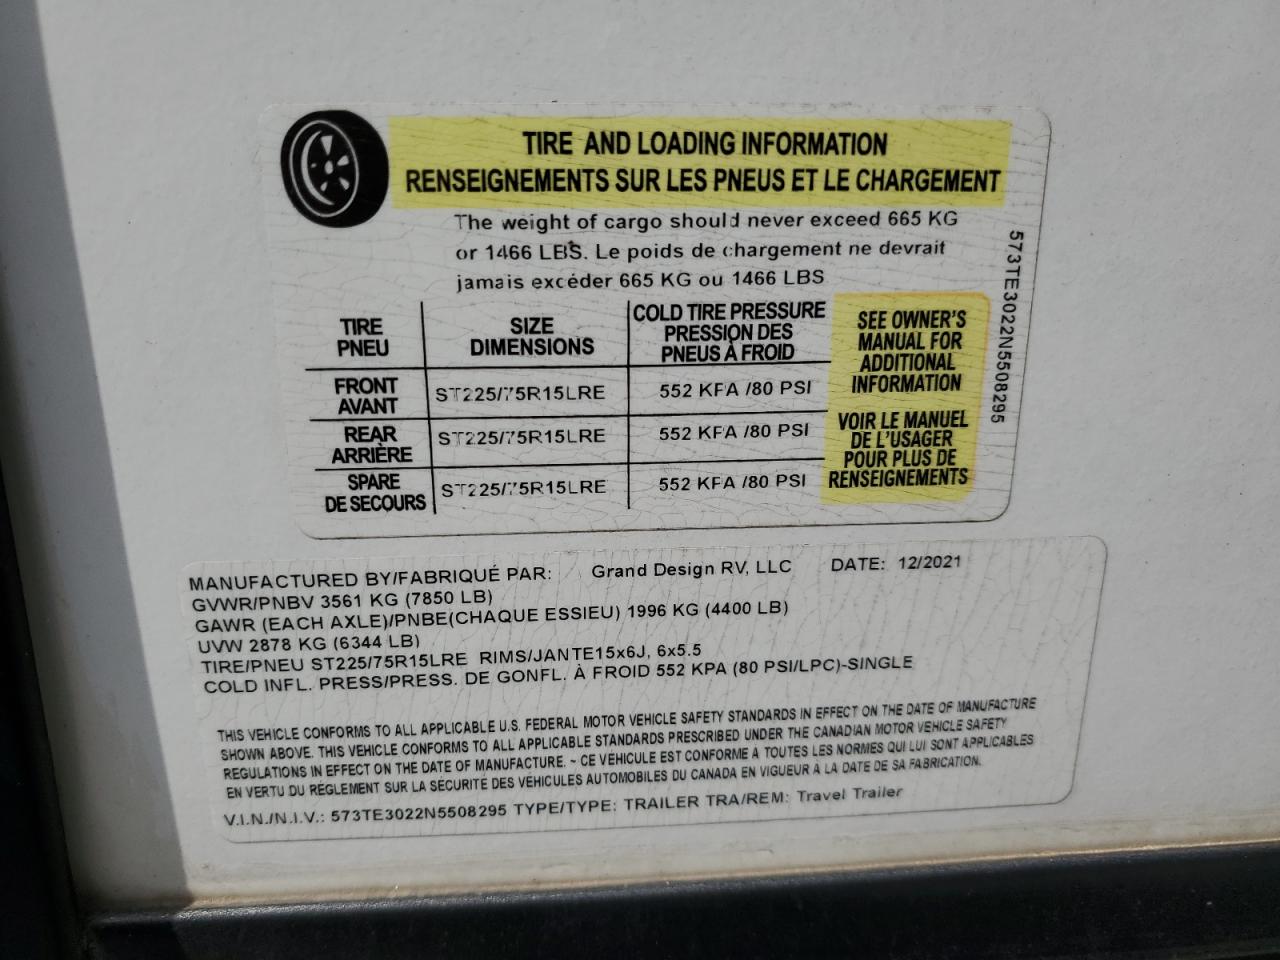 TIRE AND LOADING INFORMATION
RENSEIGNEMENTS SUR LES PNEUS ET LE CHARGEMENT
The weight of cargo should never exceed 665 KG
or 1466 LBS. Le poids de chargement ne devrait
jamais excéder 665 KG ou 1466 LBS
TIRE PNEU SIZE DIMENSIONS COLD TIRE PRESSURE PRESSION DES PNEUS À FROID
FRONT AVANT ST225/75R15LRE 552 KPA /80 PSI
REAR ARRIÈRE ST225/75R15LRE 552 KPA /80 PSI
SPARE DE SECOURS ST225/75R15LRE 552 KPA /80 PSI
SEE OWNER'S
MANUAL FOR
ADDITIONAL
INFORMATION
VOIR LE MANUEL
DE L'USAGER
POUR PLUS DE
RENSEIGNEMENTS
573TE3022N5508295
MANUFACTURED BY/FABRIQUÉ PAR: Grand Design RV, LLC DATE: 12/2021
GVWR/PNBV 3561 KG (7850 LB)
GAWR (EACH AXLE)/PNBE(CHAQUE ESSIEU) 1996 KG (4400 LB)
UVW 2878 KG (6344 LB)
TIRE/PNEU ST225/75R15LRE RIMS/JANTE15x6J, 6x5.5
COLD INFL. PRESS/PRESS. DE GONFL. À FROID 552 KPA (80 PSI/LPC)-SINGLE
THIS VEHICLE CONFORMS TO ALL APPLICABLE U.S. FEDERAL MOTOR VEHICLE SAFETY STANDARDS IN EFFECT ON THE DATE OF MANUFACTURE
SHOWN ABOVE. THIS VEHICLE CONFORMS TO ALL APPLICABLE STANDARDS PRESCRIBED UNDER THE CANADIAN MOTOR VEHICLE SAFETY
REGULATIONS IN EFFECT ON THE DATE OF MANUFACTURE. ~ CE VÉHICULE EST CONFORME À TOUTES LES NORMES QUI LUI SONT APPLICABLES
EN VERTU DU RÉGLEMENT SUR LA SÉCURITÉ DES VÉHICULES AUTOMOBILES DU CANADA EN VIGUEUR À LA DATE DE SA FABRICATION.
V.I.N./N.I.V.: 573TE3022N5508295 TYPE/TYPE: TRAILER TRA/REM: Travel Trailer